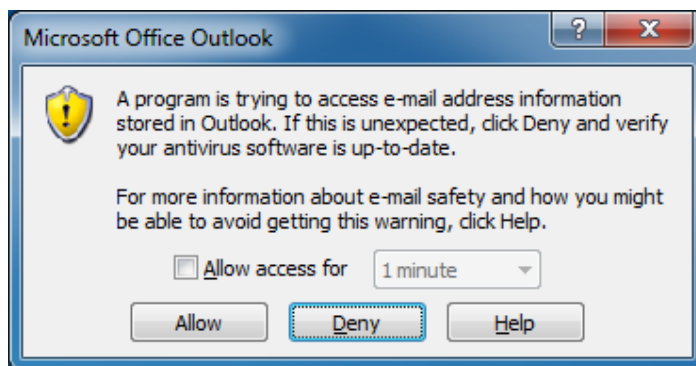 Microsoft Office Outlook
?
X
A program is trying to access e-mail address information
stored in Outlook. If this is unexpected, click Deny and verify
your antivirus software is up-to-date.
For more information about e-mail safety and how you might
be able to avoid getting this warning, click Help.
Allow access for 1 minute
Allow Deny Help